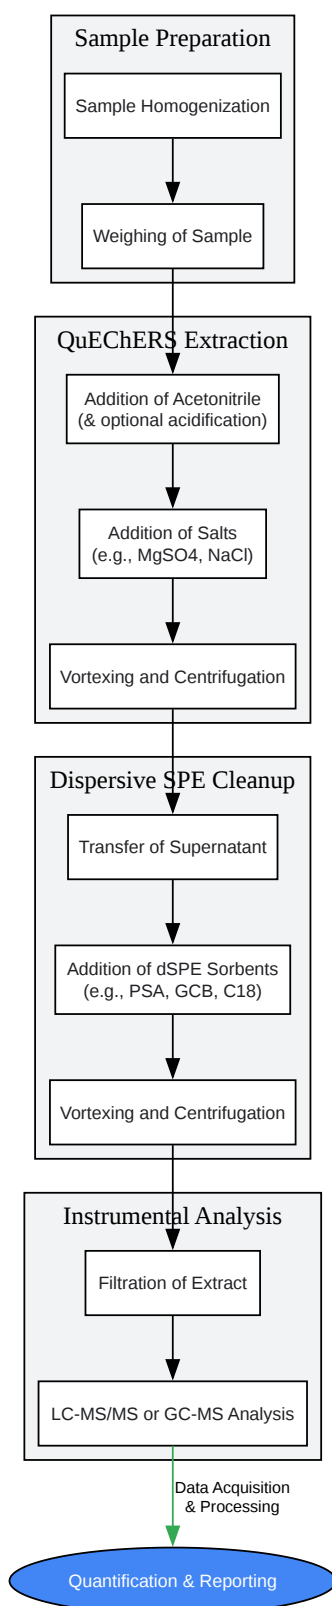 Sample Preparation
Sample Homogenization
Weighing of Sample
QuEChERS Extraction
Addition of Acetonitrile
(& optional acidification)
Addition of Salts
(e.g., MgSO4, NaCl)
Vortexing and Centrifugation
Dispersive SPE Cleanup
Transfer of Supernatant
Addition of dSPE Sorbents
(e.g., PSA, GCB, C18)
Vortexing and Centrifugation
Instrumental Analysis
Filtration of Extract
LC-MS/MS or GC-MS Analysis
Data Acquisition
& Processing
Quantification & Reporting